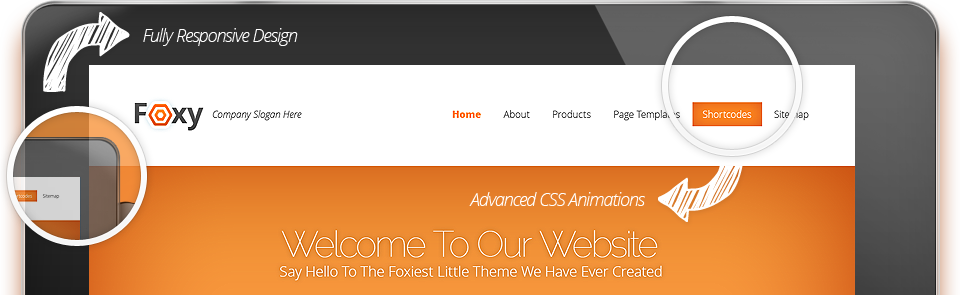 Fully Responsive Design
Foxy Company Slogan Here Home About Products Page Templates Shortcodes Sitemap
ortcodes Sitemap
Advanced CSS Animations
Welcome To Our Website
Say Hello To The Foxiest Little Theme We Have Ever Created